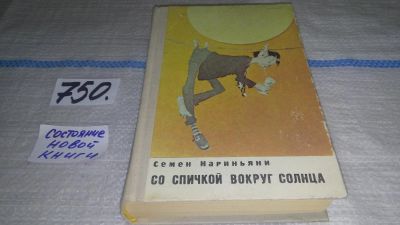 750.
Состояние
новой
книги
Семен Нариньяни
СО СПИЧКОЙ ВОКРУГ СОЛНЦА